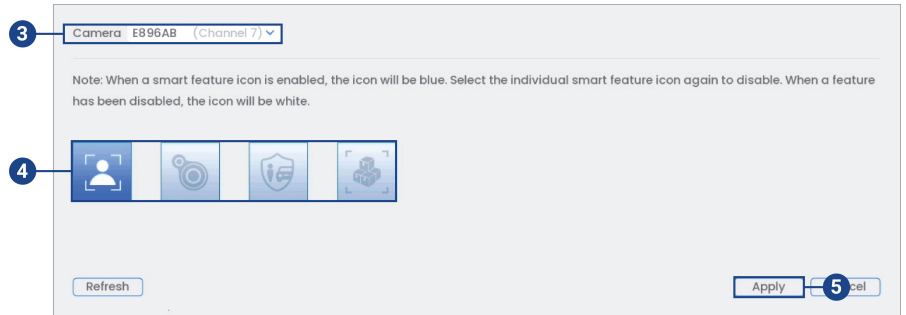 3
Camera E896AB (Channel 7)
Note: When a smart feature icon is enabled, the icon will be blue. Select the individual smart feature icon again to disable. When a feature
has been disabled, the icon will be white.
4
Refresh
Apply
5